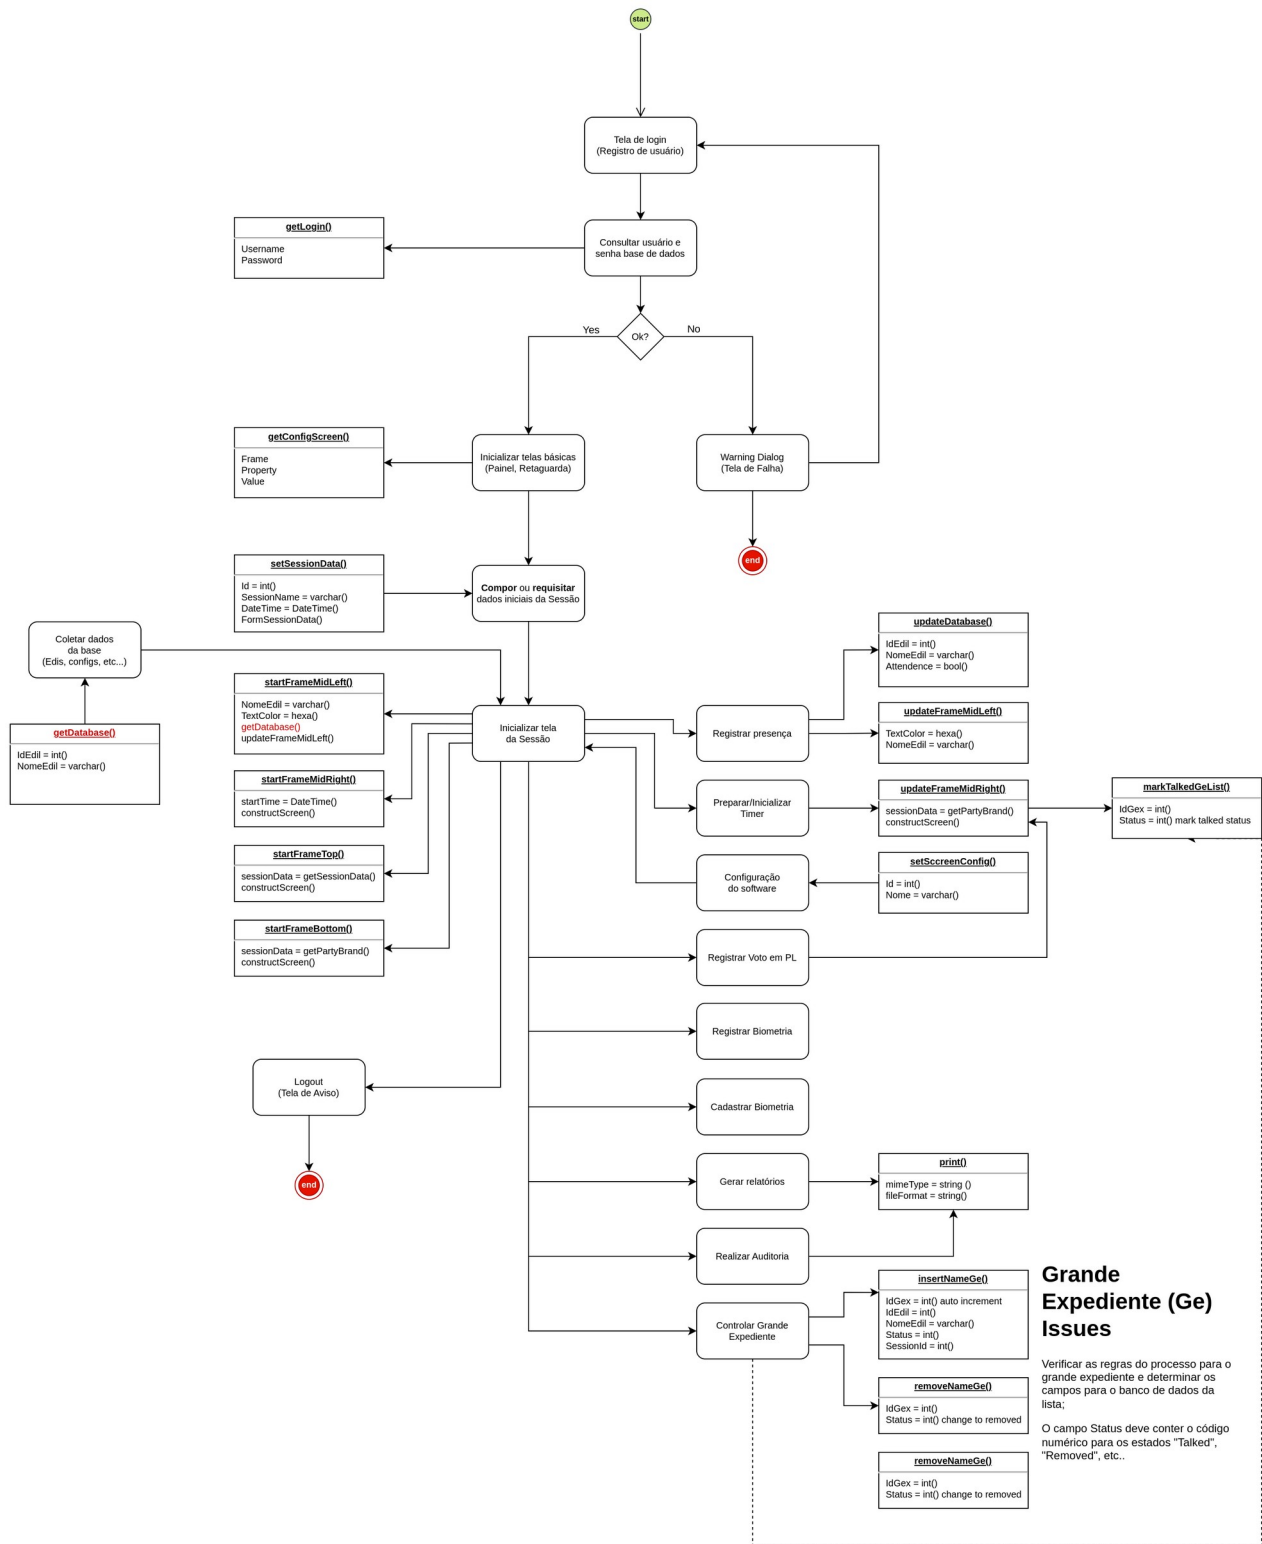 start
Tela de login
(Registro de usuário)
getLogin()
Username
Password
Consultar usuário e
senha base de dados
Yes
Ok?
No
getConfigScreen()
Frame
Property
Value
Inicializar telas básicas
(Painel, Retaguarda)
Warning Dialog
(Tela de Falha)
end
setSessionData()
Id = int()
SessionName = varchar()
DateTime = DateTime()
FormSessionData()
Compor ou requisitar
dados iniciais da Sessão
Coletar dados
da base
(Edis, configs, etc...)
getDatabase()
IdEdil = int()
NomeEdil = varchar()
startFrameMidLeft()
NomeEdil = varchar()
TextColor = hexa()
getDatabase()
updateFrameMidLeft()
Inicializar tela
da Sessão
Registrar presença
updateDatabase()
IdEdil = int()
NomeEdil = varchar()
Attendence = bool()
updateFrameMidLeft()
TextColor = hexa()
NomeEdil = varchar()
startFrameMidRight()
startTime = DateTime()
constructScreen()
Preparar/Inicializar
Timer
updateFrameMidRight()
sessionData = getPartyBrand()
constructScreen()
markTalkedGeList()
IdGex = int()
Status = int() mark talked status
startFrameTop()
sessionData = getSessionData()
constructScreen()
Configuração
do software
setSccreenConfig()
Id = int()
Nome = varchar()
startFrameBottom()
sessionData = getPartyBrand()
constructScreen()
Registrar Voto em PL
Registrar Biometria
Logout
(Tela de Aviso)
end
Cadastrar Biometria
Gerar relatórios
print()
mimeType = string ()
fileFormat = string()
Realizar Auditoria
Controlar Grande
Expediente
insertNameGe()
IdGex = int() auto increment
IdEdil = int()
NomeEdil = varchar()
Status = int()
SessionId = int()
removeNameGe()
IdGex = int()
Status = int() change to removed
removeNameGe()
IdGex = int()
Status = int() change to removed
Grande
Expediente (Ge)
Issues
Verificar as regras do processo para o
grande expediente e determinar os
campos para o banco de dados da
lista;
O campo Status deve conter o código
numérico para os estados "Talked",
"Removed", etc..